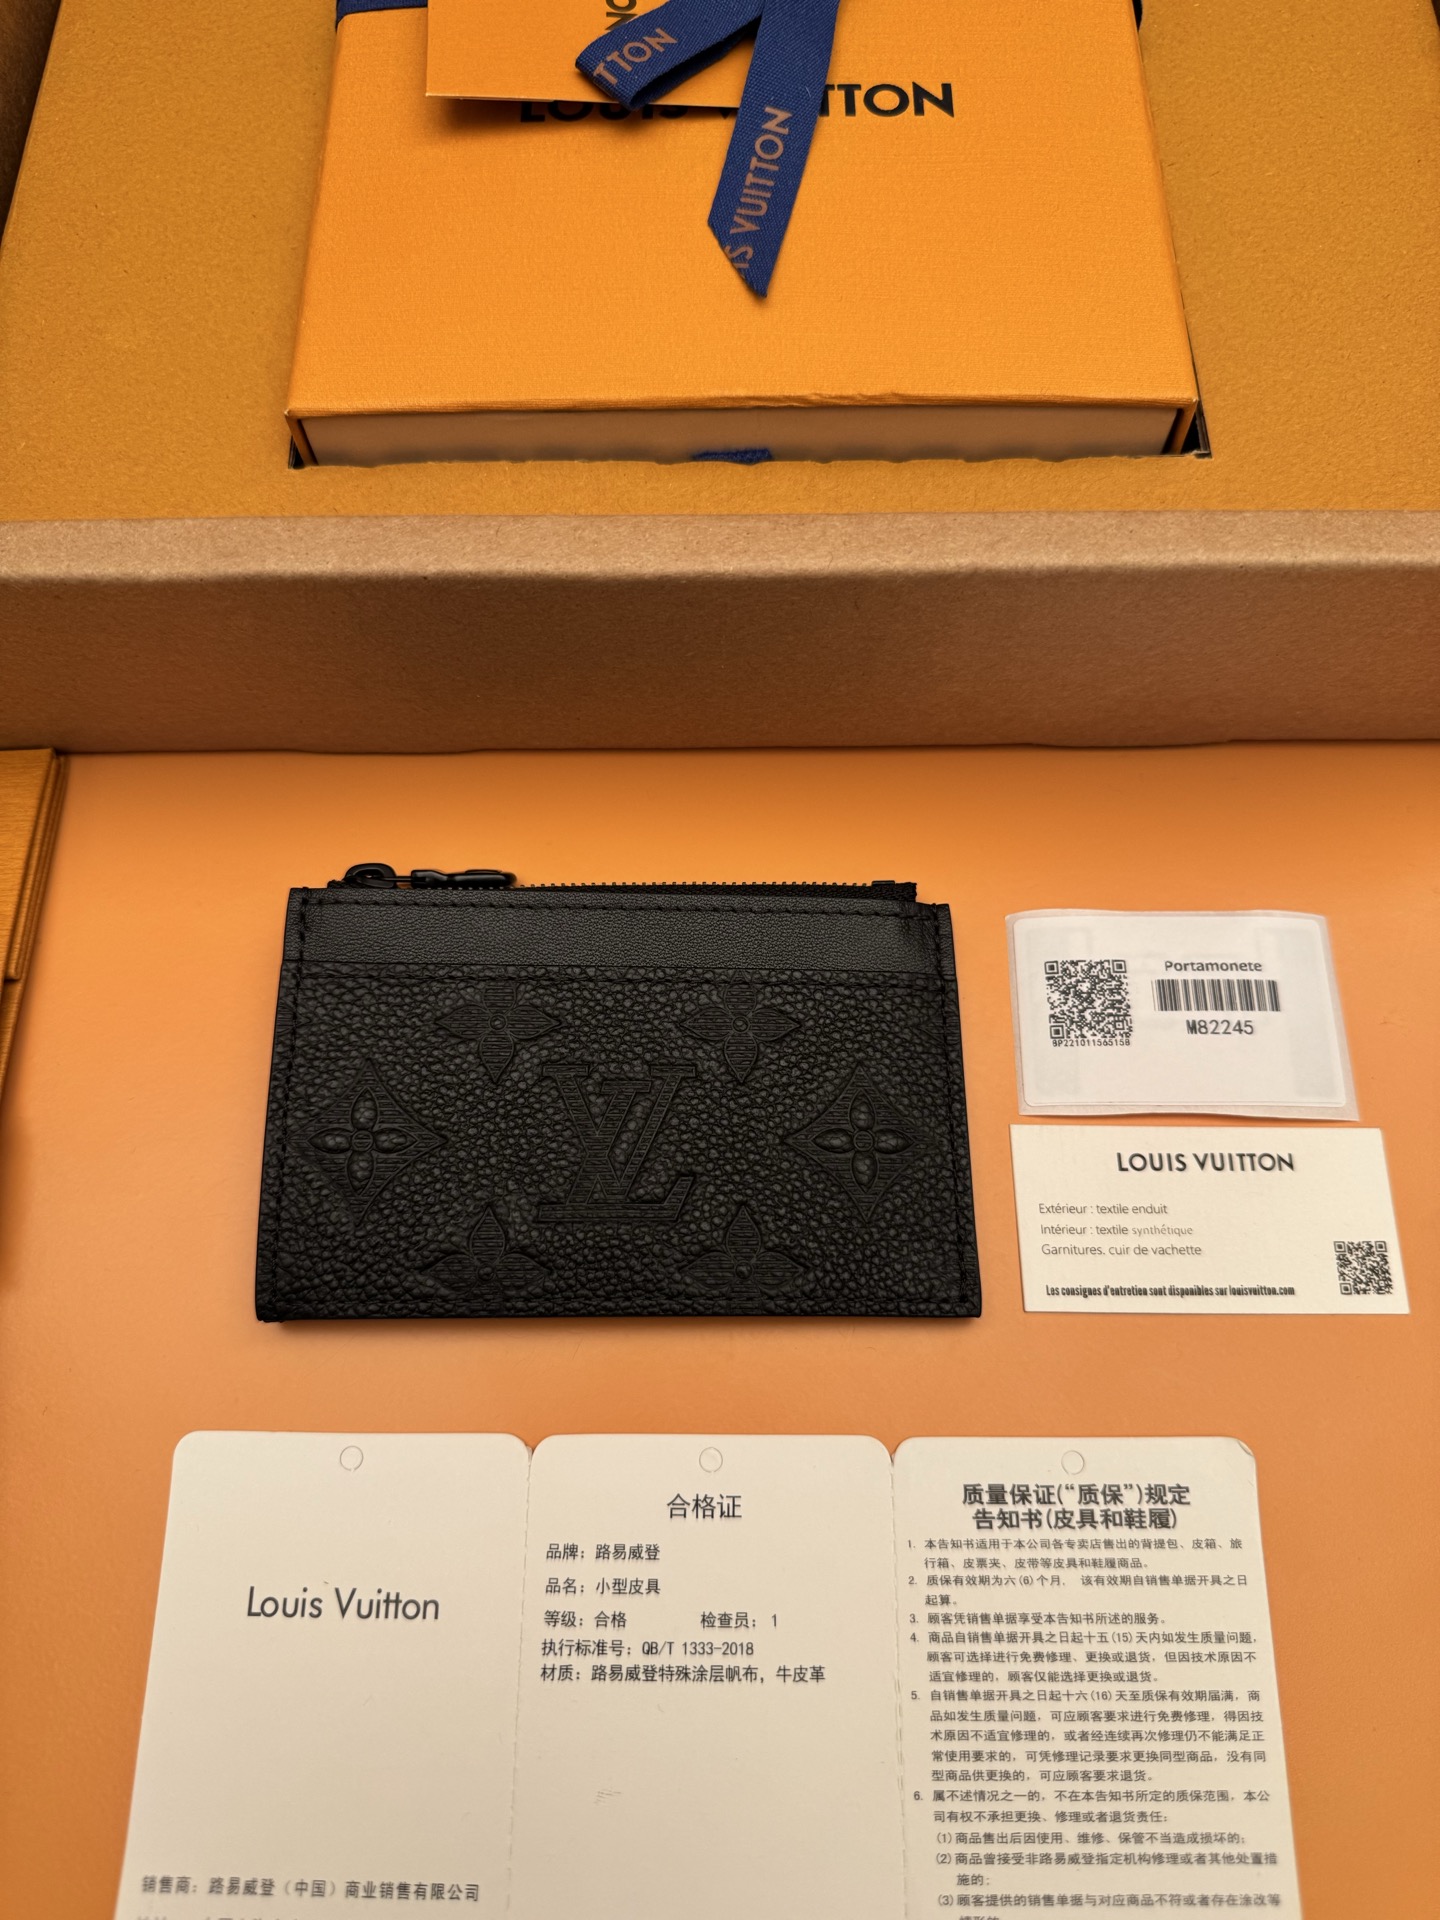 LOUIS VUITTON
TTON
IS VUITTON
Portamonete
M82245
8P221011565158
LOUIS VUITTON
Extérieur : textile enduit
Intérieur : textile synthétique
Garnitures. cuir de vachette
Les consignes d'entretien sont disponibles sur louisvuitton.com
Louis Vuitton
销售商：路易威登（中国）商业销售有限公司
合格证
品牌：路易威登
品名：小型皮具
等级：合格 检查员：1
执行标准号：QB/T 1333-2018
材质：路易威登特殊涂层帆布，牛皮革
质量保证(“质保”)规定
告知书(皮具和鞋履)
1. 本告知书适用于本公司各专卖店售出的背提包、皮箱、旅
行箱、皮票夹、皮带等皮具和鞋履商品。
2. 质保有效期为六(6)个月， 该有效期自销售单据开具之日
起算。
3. 顾客凭销售单据享受本告知书所述的服务。
4. 商品自销售单据开具之日起十五(15)天内如发生质量问题，
顾客可选择进行免费修理、更换或退货，但因技术原因不
适宜修理的，顾客仅能选择更换或退货。
5. 自销售单据开具之日起十六(16)天至质保有效期届满，商
品如发生质量问题，可应顾客要求进行免费修理，得因技
术原因不适宜修理的，或者经连续两次修理仍不能满足正
常使用要求的，可凭修理记录要求更换同型商品，没有同
型商品供更换的，可应顾客要求退货。
6. 属不述情况之一的，不在本告知书所定的质保范围，本公
司有权不承担更换、修理或者退货责任：
(1)商品售出后因使用、维修、保管不当造成损坏的；
(2)商品曾接受非路易威登指定机构修理或者其他处置措
施的；
(3)顾客提供的销售单据与对应商品不符或者存在涂改等